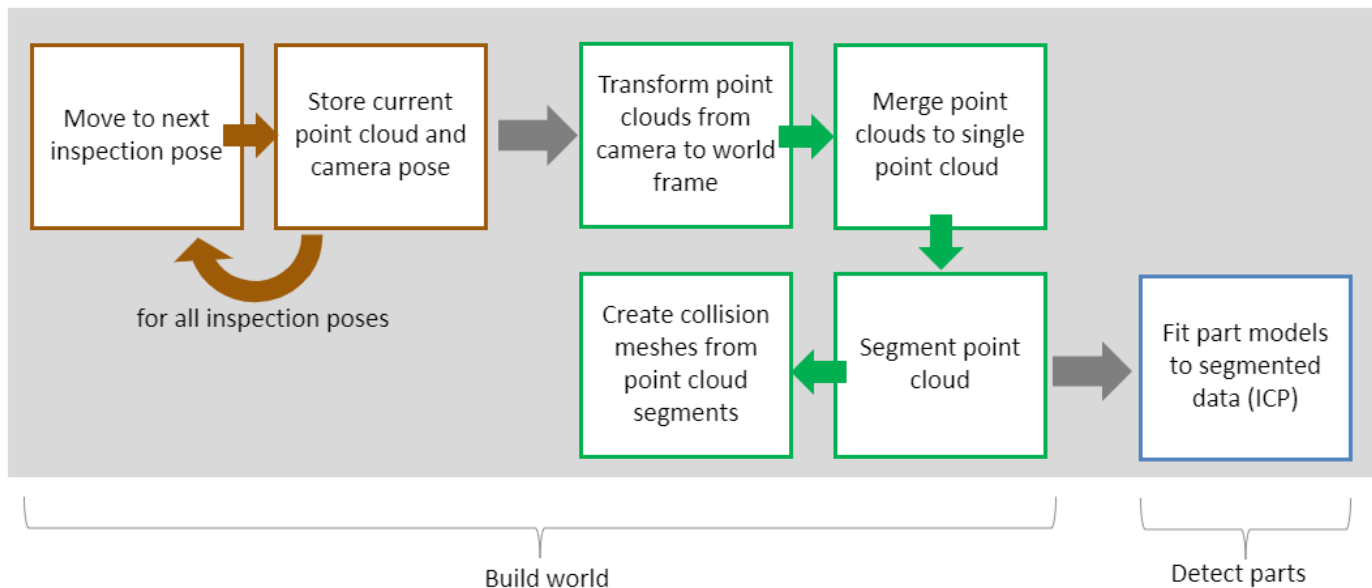 Move to next
inspection pose
Store current
point cloud and
camera pose
for all inspection poses
Transform point
clouds from
camera to world
frame
Merge point
clouds to single
point cloud
Create collision
meshes from
point cloud
segments
Segment point
cloud
Fit part models
to segmented
data (ICP)
Build world
Detect parts